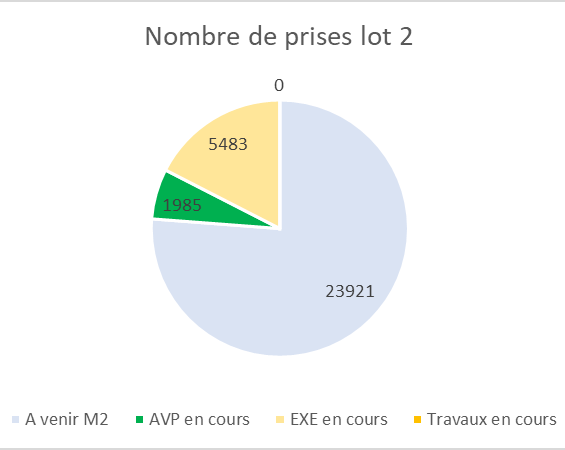 Nombre de prises lot 2
0
5483
1985
23921
A venir M2 AVP en cours EXE en cours Travaux en cours